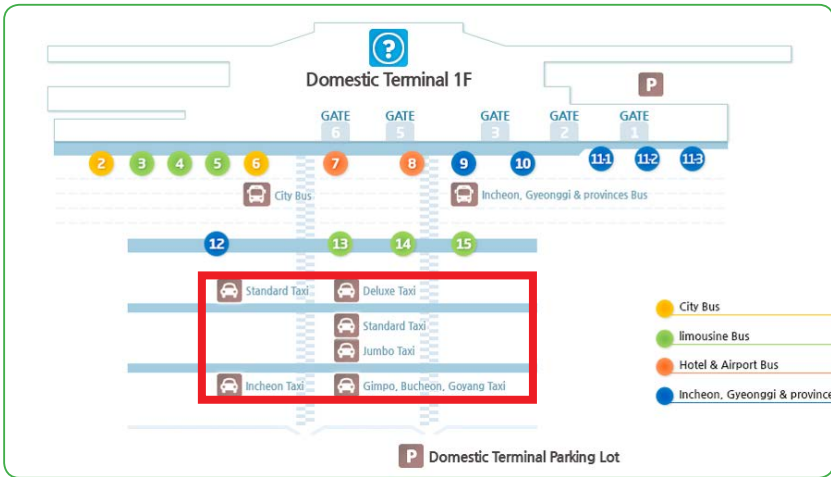 ?
Domestic Terminal 1F
P
GATE GATE GATE GATE GATE
6 5 3 2 1
2 3 4 5 6 7 8 9 10 11-1 11-2 11-3
City Bus Incheon, Gyeonggi & provinces Bus
12 13 14 15
Standard Taxi Deluxe Taxi
Standard Taxi
Jumbo Taxi
Incheon Taxi Gimpo, Bucheon, Goyang Taxi
City Bus
limousine Bus
Hotel & Airport Bus
Incheon, Gyeonggi & province
P Domestic Terminal Parking Lot